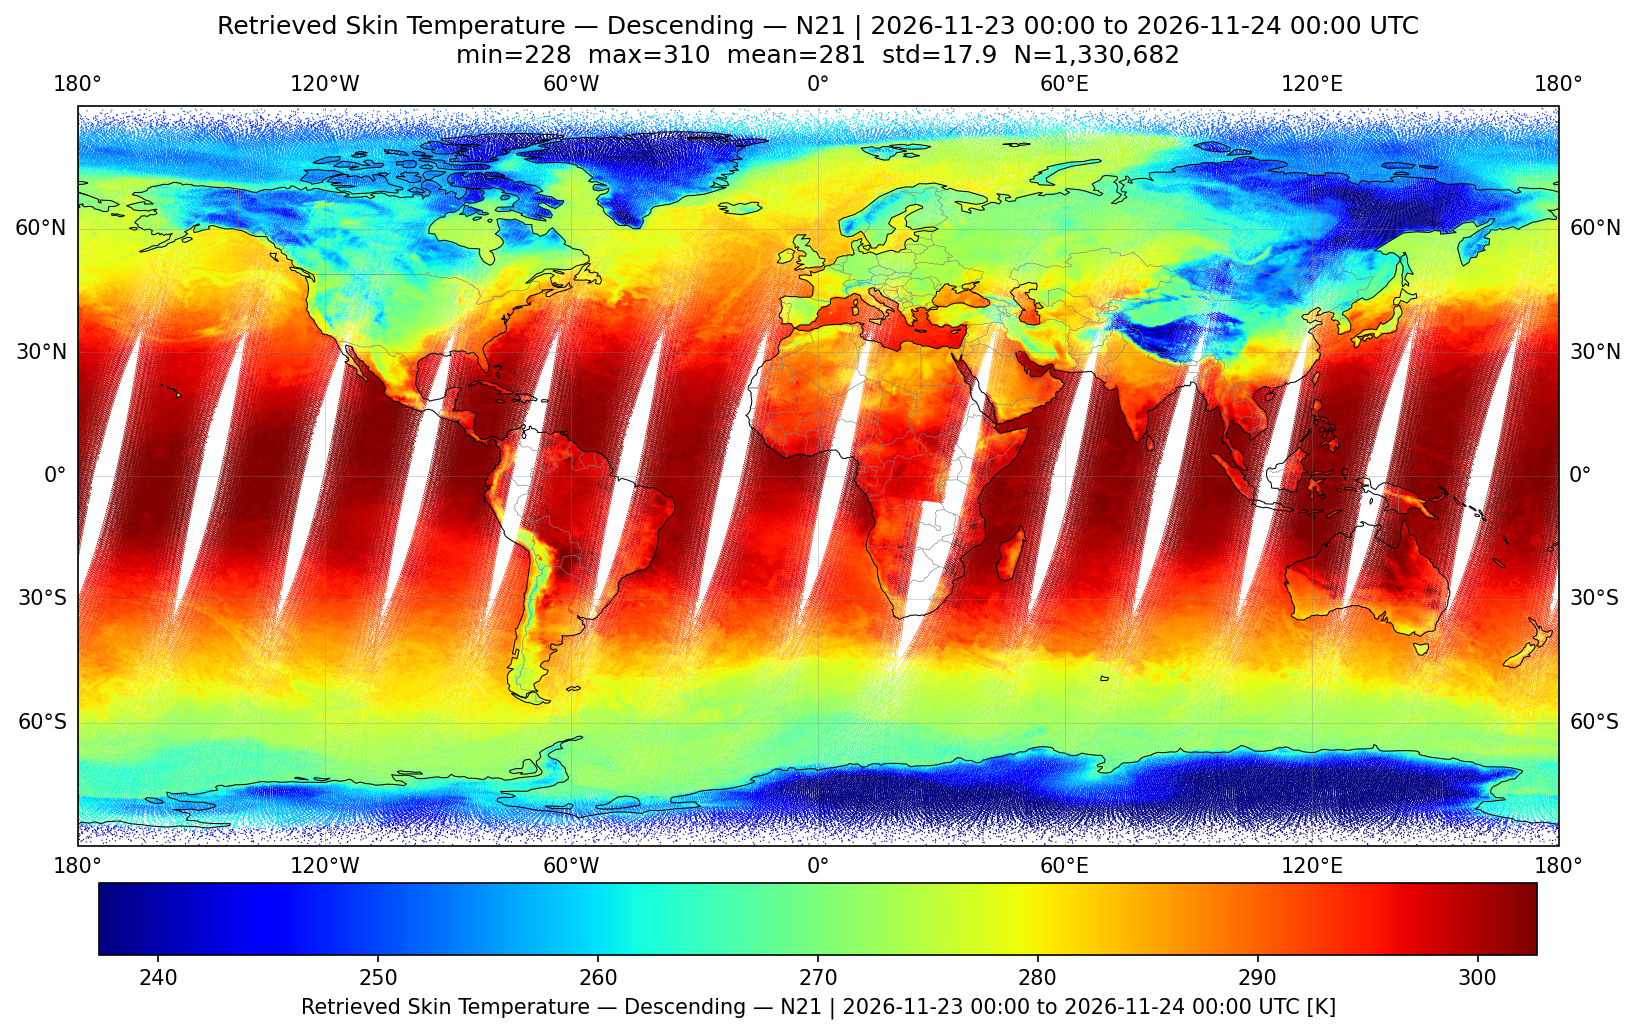 Retrieved Skin Temperature — Descending — N21 | 2026-11-23 00:00 to 2026-11-24 00:00 UTC
min=228 max=310 mean=281 std=17.9 N=1,330,682
180° 120°W 60°W 0° 60°E 120°E 180°
60°N 60°N
30°N 30°N
0° 0°
30°S 30°S
60°S 60°S
180° 120°W 60°W 0° 60°E 120°E 180°
240 250 260 270 280 290 300
Retrieved Skin Temperature — Descending — N21 | 2026-11-23 00:00 to 2026-11-24 00:00 UTC [K]